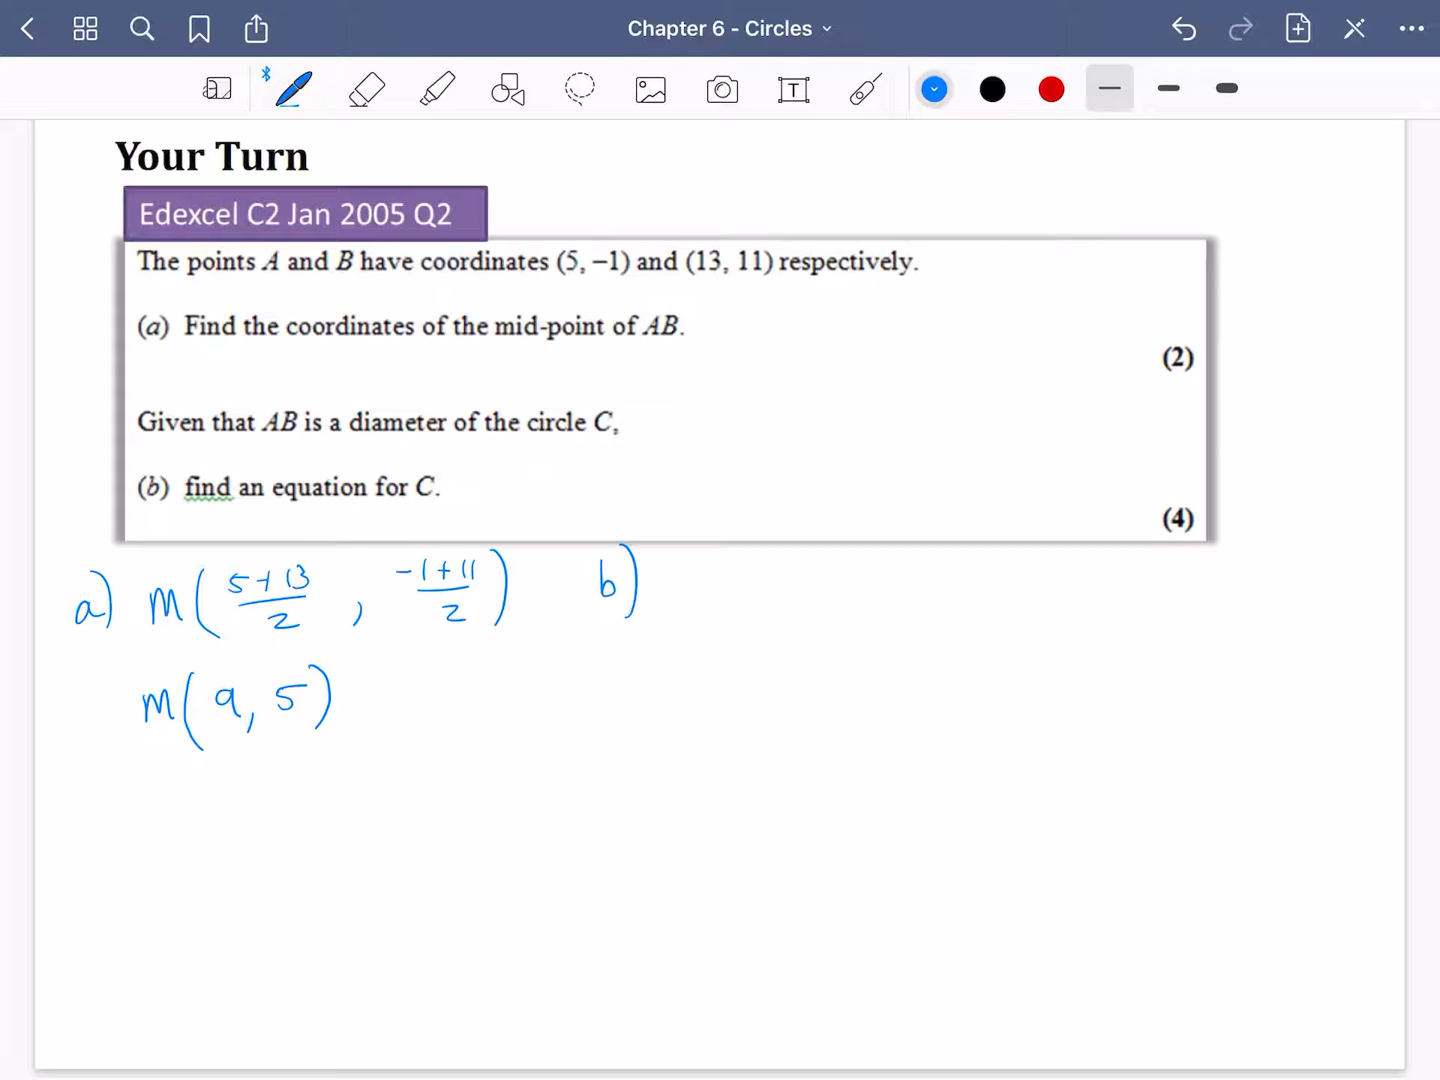 Chapter 6 - Circles
Your Turn
Edexcel C2 Jan 2005 Q2
The points A and B have coordinates (5, −1) and (13, 11) respectively.
(a) Find the coordinates of the mid-point of AB.
(2)
Given that AB is a diameter of the circle C,
(b) find an equation for C.
(4)
a) M( 5+13/2 , -1+11/2 ) b)
M( 9, 5 )